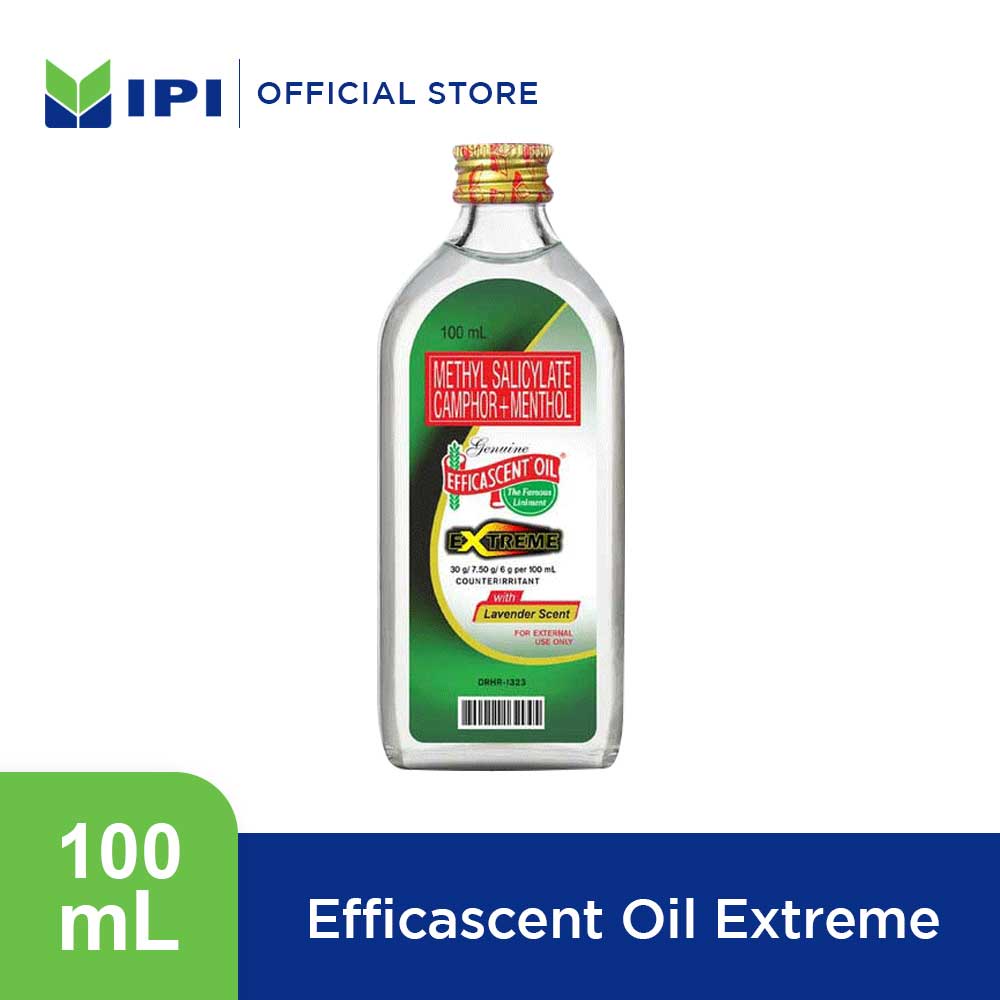 IPI
OFFICIAL STORE
100 mL
METHYL SALICYLATE
CAMPHOR+MENTHOL
Genuine
EFFICASCENT OIL®
The Famous
Liniment
EXTREME
30 g/ 7.50 g/ 6 g per 100 mL
COUNTERIRRITANT
with
Lavender Scent
FOR EXTERNAL
USE ONLY
DRHR-1323
100
mL
Efficascent Oil Extreme